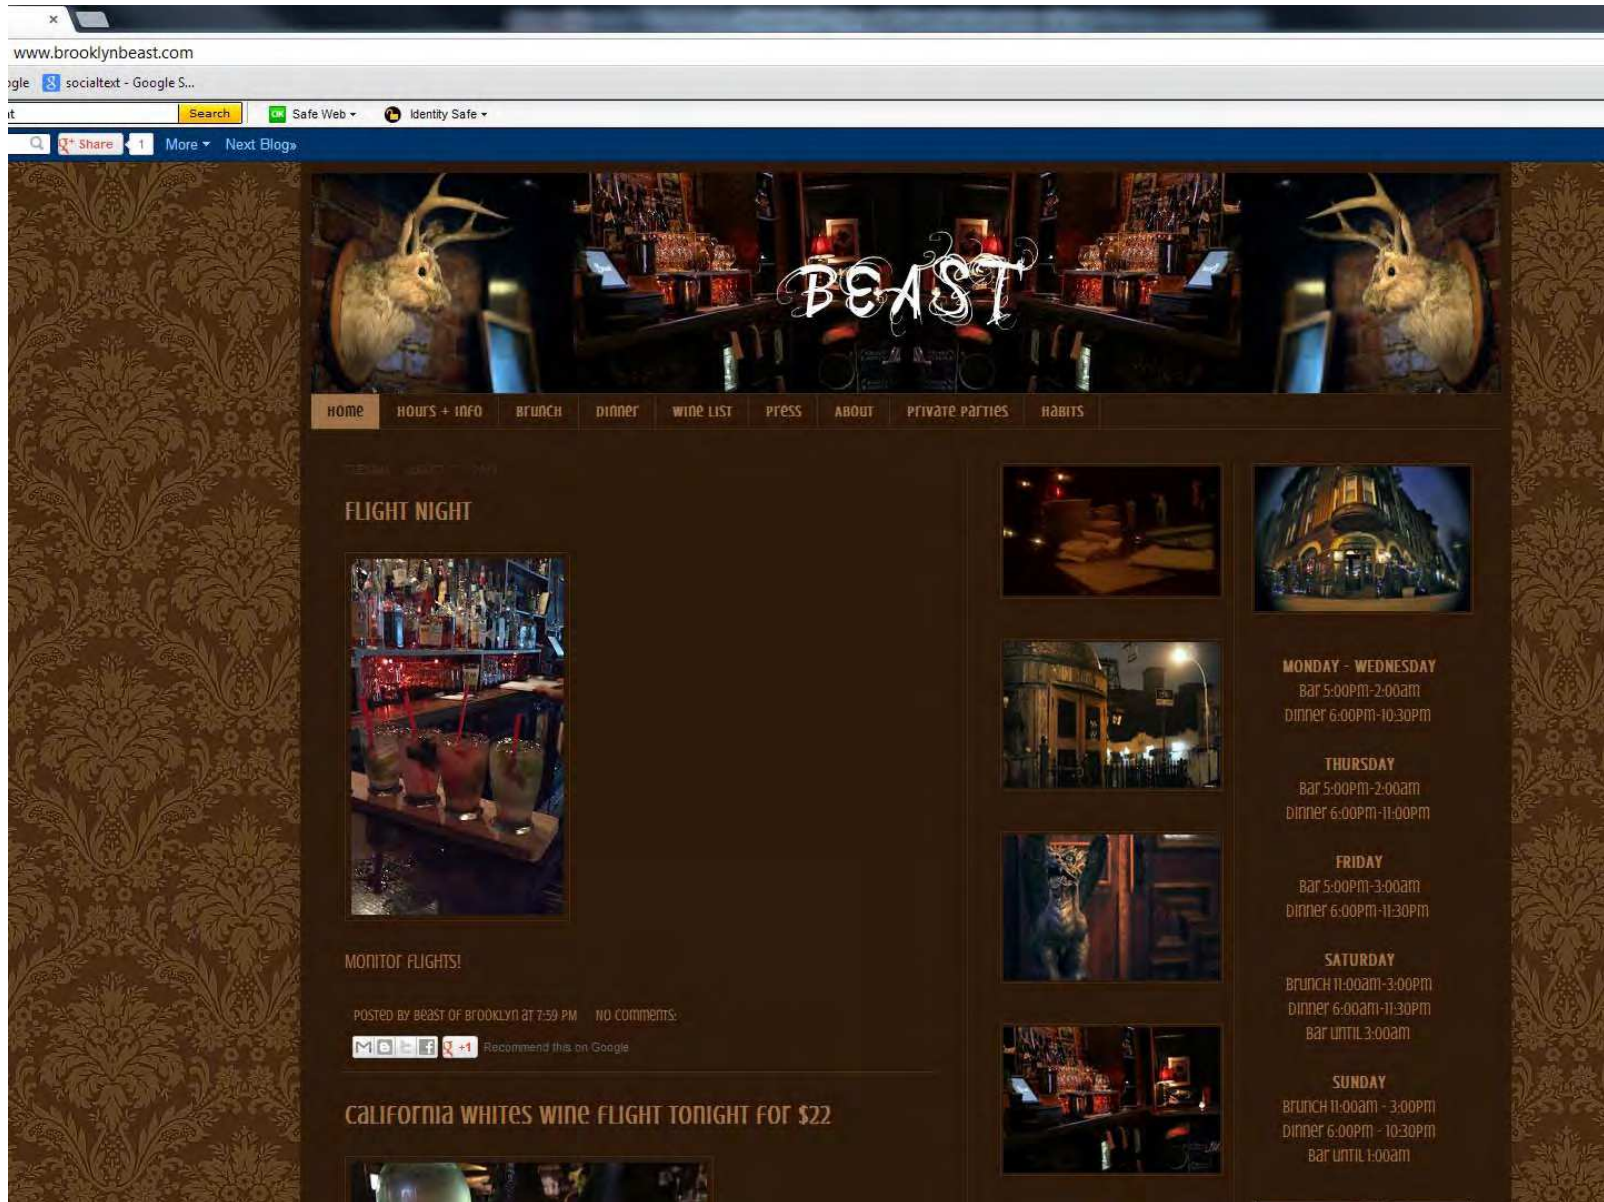 www.brooklynbeast.com
ogle socialtext - Google S...
at Search Safe Web Identity Safe
g+ Share 1 More Next Blog»
BEAST
Home Hours + Info Brunch Dinner Wine List Press About Private Parties Habits
FLIGHT NIGHT
Monitor Flights!
Posted by Beast of Brooklyn at 7:59 PM No comments:
g +1 Recommend this on Google
California Whites Wine Flight Tonight for $22
MONDAY - WEDNESDAY
Bar 5:00pm-2:00am
Dinner 6:00pm-10:30pm
THURSDAY
Bar 5:00pm-2:00am
Dinner 6:00pm-11:00pm
FRIDAY
Bar 5:00pm-3:00am
Dinner 6:00pm-11:30pm
SATURDAY
Brunch 11:00am-3:00pm
Dinner 6:00am-11:30pm
Bar until 3:00am
SUNDAY
Brunch 11:00am - 3:00pm
Dinner 6:00pm - 10:30pm
Bar until 1:00am